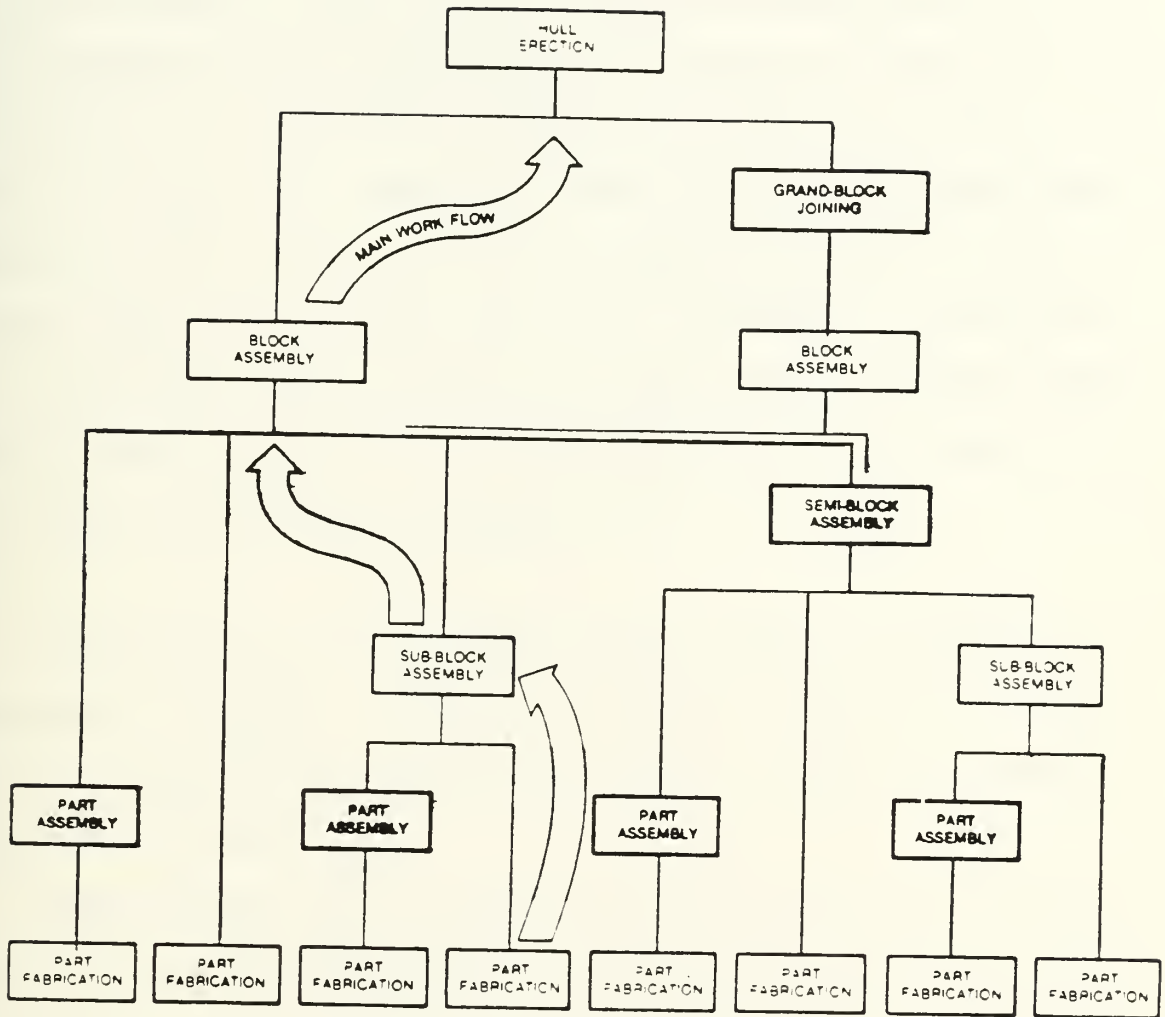 HULL
ERECTION
GRAND-BLOCK
JOINING
MAIN WORK FLOW
BLOCK
ASSEMBLY
BLOCK
ASSEMBLY
SEMI-BLOCK
ASSEMBLY
SUB-BLOCK
ASSEMBLY
SUB-BLOCK
ASSEMBLY
PART
ASSEMBLY
PART
ASSEMBLY
PART
ASSEMBLY
PART
ASSEMBLY
PART
FABRICATION
PART
FABRICATION
PART
FABRICATION
PART
FABRICATION
PART
FABRICATION
PART
FABRICATION
PART
FABRICATION
PART
FABRICATION